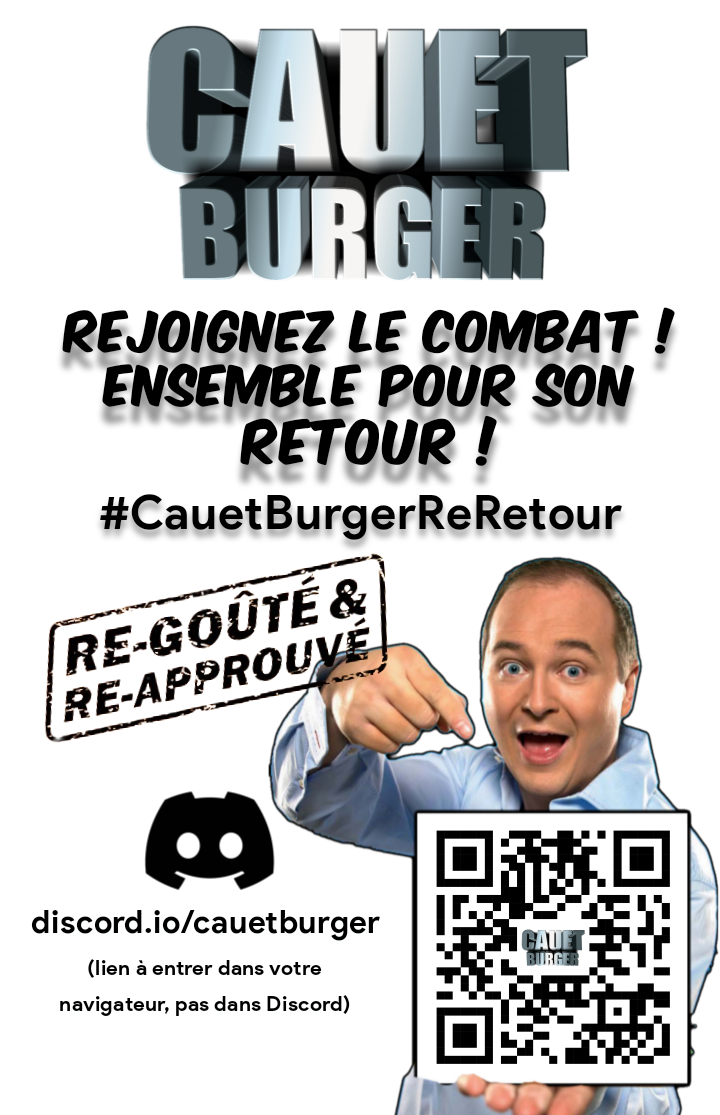 CAUET
BURGER
REJOIGNEZ LE COMBAT !
ENSEMBLE POUR SON
RETOUR !
#CauetBurgerReRetour
RE-GOÛTÉ &
RE-APPROUVÉ
discord.io/cauetburger
(lien à entrer dans votre
navigateur, pas dans Discord)
CAUET
BURGER